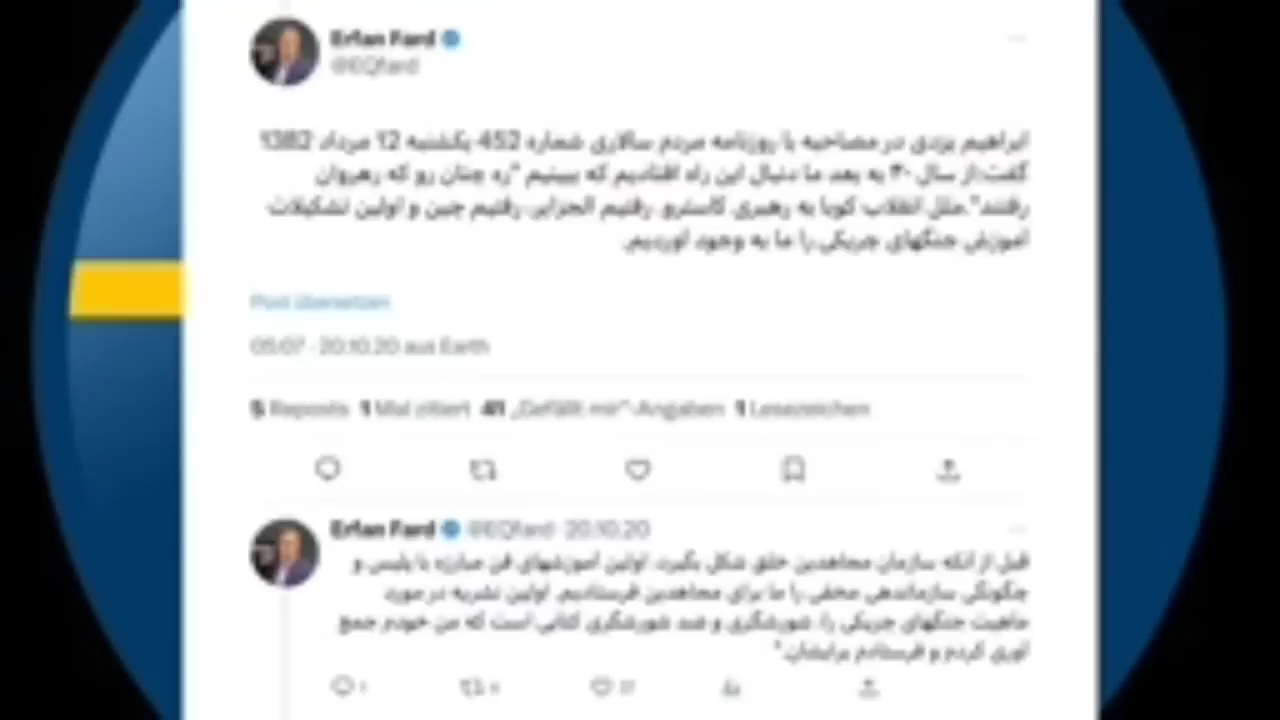 Erfan Fard
@EQfard
ابراهیم یزدی در مصاحبه با روزنامه مردم سالاری شماره 452 یکشنبه 12 مرداد 1382
گفت:از سال ۴۰ به بعد ما دنبال این راه افتادیم که ببینیم "ره چنان رو که رهروان
رفتند".مثل انقلاب کوبا به رهبری کاسترو. رفتیم الجزایر، رفتیم چین و اولین تشکیلات
آموزش جنگهای چریکی را ما به وجود آوردیم.
Post übersetzen
05:07 · 20.10.20 aus Earth
5 Reposts 1 Mal zitiert 41 „Gefällt mir“-Angaben 1 Lesezeichen
Erfan Fard @EQfard · 20.10.20
قبل از آنکه سازمان مجاهدین خلق شکل بگیرد، اولین آموزشهای فن مبارزه با پلیس و
چگونگی سازماندهی مخفی را ما برای مجاهدین فرستادیم. اولین نشریه در مورد
ماهیت جنگهای چریکی را، شورشگری و ضد شورشگری کتابی است که من خودم جمع
آوری کردم و فرستادم برایشان."